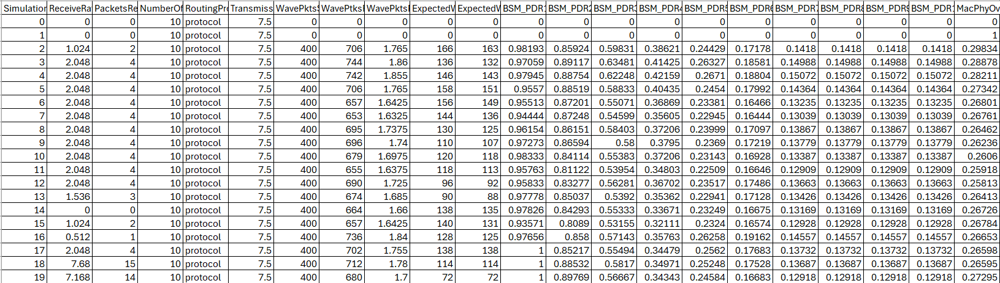 Simulation ReceiveRa PacketsRe NumberOf RoutingPro Transmiss WavePkts WavePtksI WavePktsI ExpectedW ExpectedW BSM_PDR1 BSM_PDR2 BSM_PDR3 BSM_PDR4 BSM_PDR5 BSM_PDR6 BSM_PDR7 BSM_PDR8 BSM_PDR9 BSM_PDR1 MacPhyOv
0 0 0 10 protocol 7.5 0 0 0 0 0 0 0 0 0 0 0 0 0 0 0 0
1 0 0 10 protocol 7.5 0 0 0 0 0 0 0 0 0 0 0 0 0 0 0 1
2 1.024 2 10 protocol 7.5 400 706 1.765 166 163 0.98193 0.85924 0.59831 0.38621 0.24429 0.17178 0.1418 0.1418 0.1418 0.1418 0.29834
3 2.048 4 10 protocol 7.5 400 744 1.86 136 132 0.97059 0.89117 0.63481 0.41425 0.26327 0.18581 0.14988 0.14988 0.14988 0.14988 0.28878
4 2.048 4 10 protocol 7.5 400 742 1.855 146 143 0.97945 0.88754 0.62248 0.42159 0.2671 0.18804 0.15072 0.15072 0.15072 0.15072 0.28211
5 2.048 4 10 protocol 7.5 400 706 1.765 158 151 0.9557 0.88519 0.58833 0.40435 0.2454 0.17992 0.14364 0.14364 0.14364 0.14364 0.27342
6 2.048 4 10 protocol 7.5 400 657 1.6425 156 149 0.95513 0.87201 0.55071 0.36869 0.23381 0.16466 0.13235 0.13235 0.13235 0.13235 0.26801
7 2.048 4 10 protocol 7.5 400 653 1.6325 144 136 0.94444 0.87248 0.54599 0.35605 0.22945 0.16444 0.13039 0.13039 0.13039 0.13039 0.26761
8 2.048 4 10 protocol 7.5 400 695 1.7375 130 125 0.96154 0.86151 0.58403 0.37206 0.23999 0.17097 0.13867 0.13867 0.13867 0.13867 0.26462
9 2.048 4 10 protocol 7.5 400 696 1.74 110 107 0.97273 0.86594 0.58 0.3795 0.2369 0.17219 0.13779 0.13779 0.13779 0.13779 0.26236
10 2.048 4 10 protocol 7.5 400 679 1.6975 120 118 0.98333 0.84114 0.55383 0.37206 0.23143 0.16928 0.13387 0.13387 0.13387 0.13387 0.2606
11 2.048 4 10 protocol 7.5 400 655 1.6375 118 113 0.95763 0.81122 0.53954 0.34803 0.22509 0.16646 0.12909 0.12909 0.12909 0.12909 0.25918
12 2.048 4 10 protocol 7.5 400 690 1.725 96 92 0.95833 0.83277 0.56281 0.36702 0.23517 0.17486 0.13663 0.13663 0.13663 0.13663 0.25813
13 1.536 3 10 protocol 7.5 400 674 1.685 90 88 0.97778 0.85037 0.5392 0.35362 0.22941 0.17128 0.13426 0.13426 0.13426 0.13426 0.26413
14 0 0 10 protocol 7.5 400 664 1.66 138 135 0.97826 0.84293 0.55333 0.33671 0.23249 0.16675 0.13169 0.13169 0.13169 0.13169 0.26726
15 1.024 2 10 protocol 7.5 400 657 1.6425 140 131 0.93571 0.8089 0.53155 0.32111 0.2324 0.16574 0.12928 0.12928 0.12928 0.12928 0.26784
16 0.512 1 10 protocol 7.5 400 736 1.84 128 125 0.97656 0.858 0.57143 0.35763 0.26258 0.19162 0.14557 0.14557 0.14557 0.14557 0.26653
17 2.048 4 10 protocol 7.5 400 702 1.755 138 138 1 0.85217 0.55494 0.34479 0.2562 0.17683 0.13732 0.13732 0.13732 0.13732 0.26598
18 7.68 15 10 protocol 7.5 400 712 1.78 114 114 1 0.88532 0.5817 0.34971 0.25248 0.17528 0.13687 0.13687 0.13687 0.13687 0.26595
19 7.168 14 10 protocol 7.5 400 680 1.7 72 72 1 0.89769 0.56667 0.34343 0.24584 0.16683 0.12918 0.12918 0.12918 0.12918 0.27295